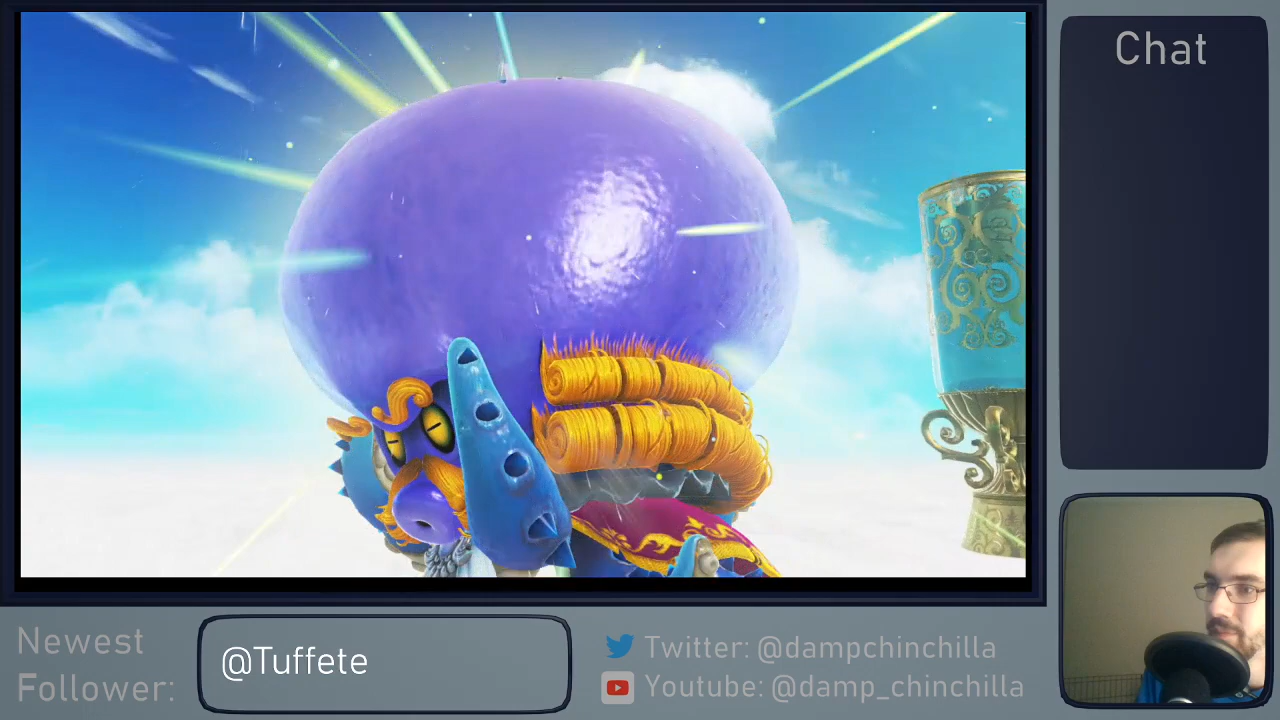 Chat
Newest
Follower:
@Tuffete
Twitter: @dampchinchilla
Youtube: @damp_chinchilla